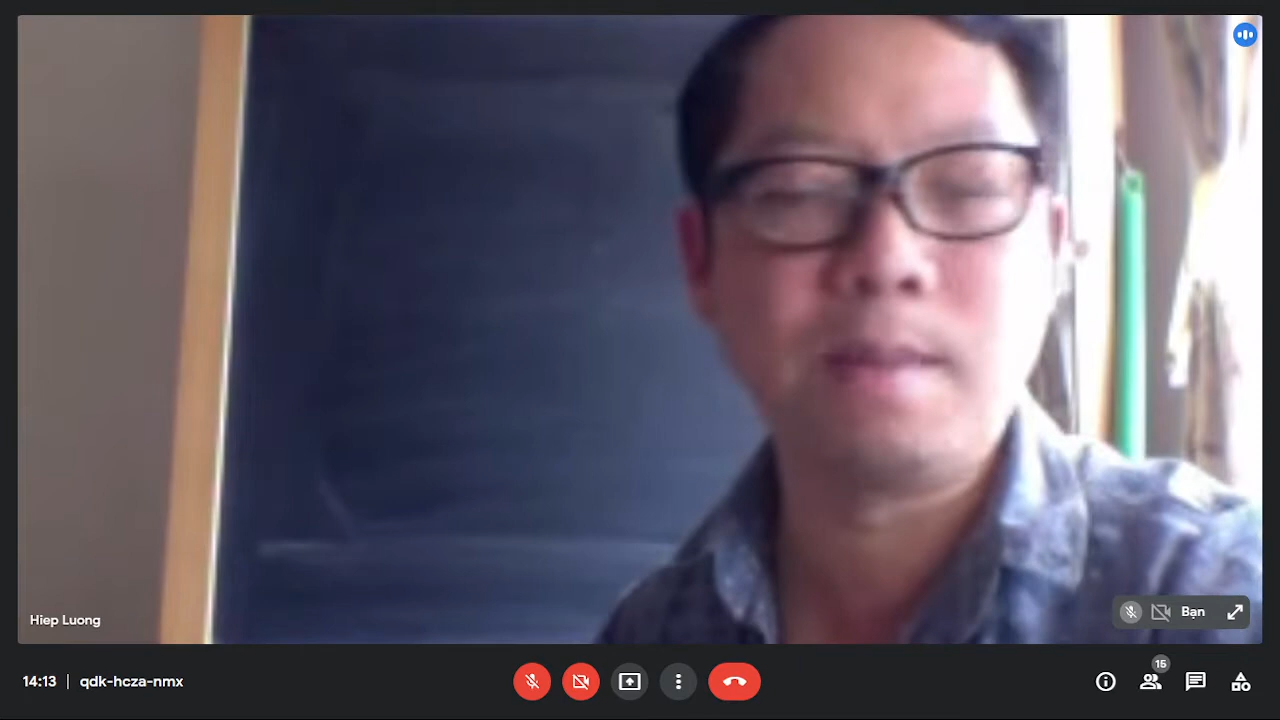 Hiep Luong
Bạn
14:13 | qdk-hcza-nmx
15